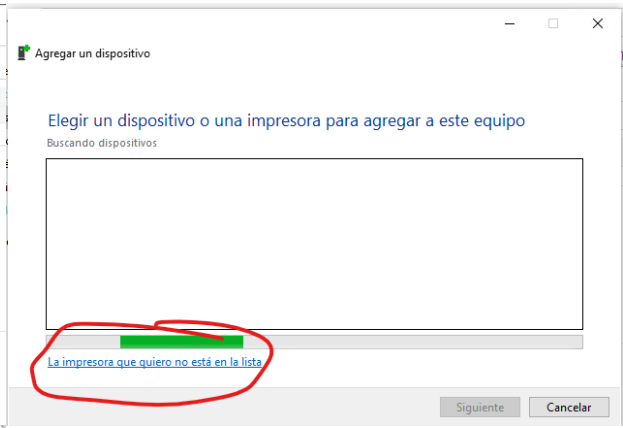 Agregar un dispositivo
Elegir un dispositivo o una impresora para agregar a este equipo
Buscando dispositivos
La impresora que quiero no está en la lista
Siguiente
Cancelar